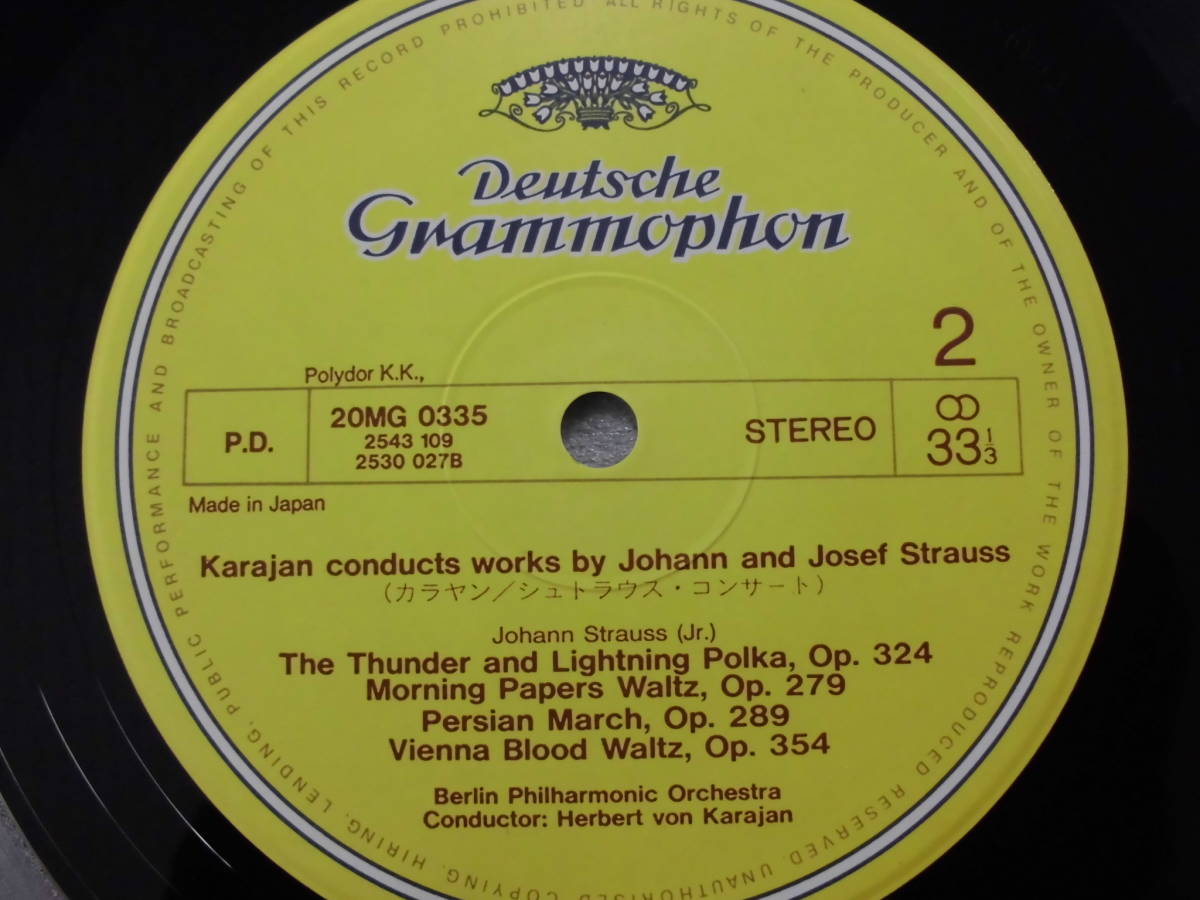 Deutsche
Grammophon
2
Polydor K.K.,
P.D.
20MG 0335
2543 109
2530 027B
STEREO
33 1/3
Made in Japan
Karajan conducts works by Johann and Josef Strauss
(カラヤン/シュトラウス・コンサート)
Johann Strauss (Jr.)
The Thunder and Lightning Polka, Op. 324
Morning Papers Waltz, Op. 279
Persian March, Op. 289
Vienna Blood Waltz, Op. 354
Berlin Philharmonic Orchestra
Conductor: Herbert von Karajan
ALL RIGHTS OF THE PRODUCER AND OF THE OWNER OF THE WORK REPRODUCED RESERVED. UNAUTHORISED COPYING, HIRING, LENDING, PUBLIC PERFORMANCE AND BROADCASTING OF THIS RECORD PROHIBITED